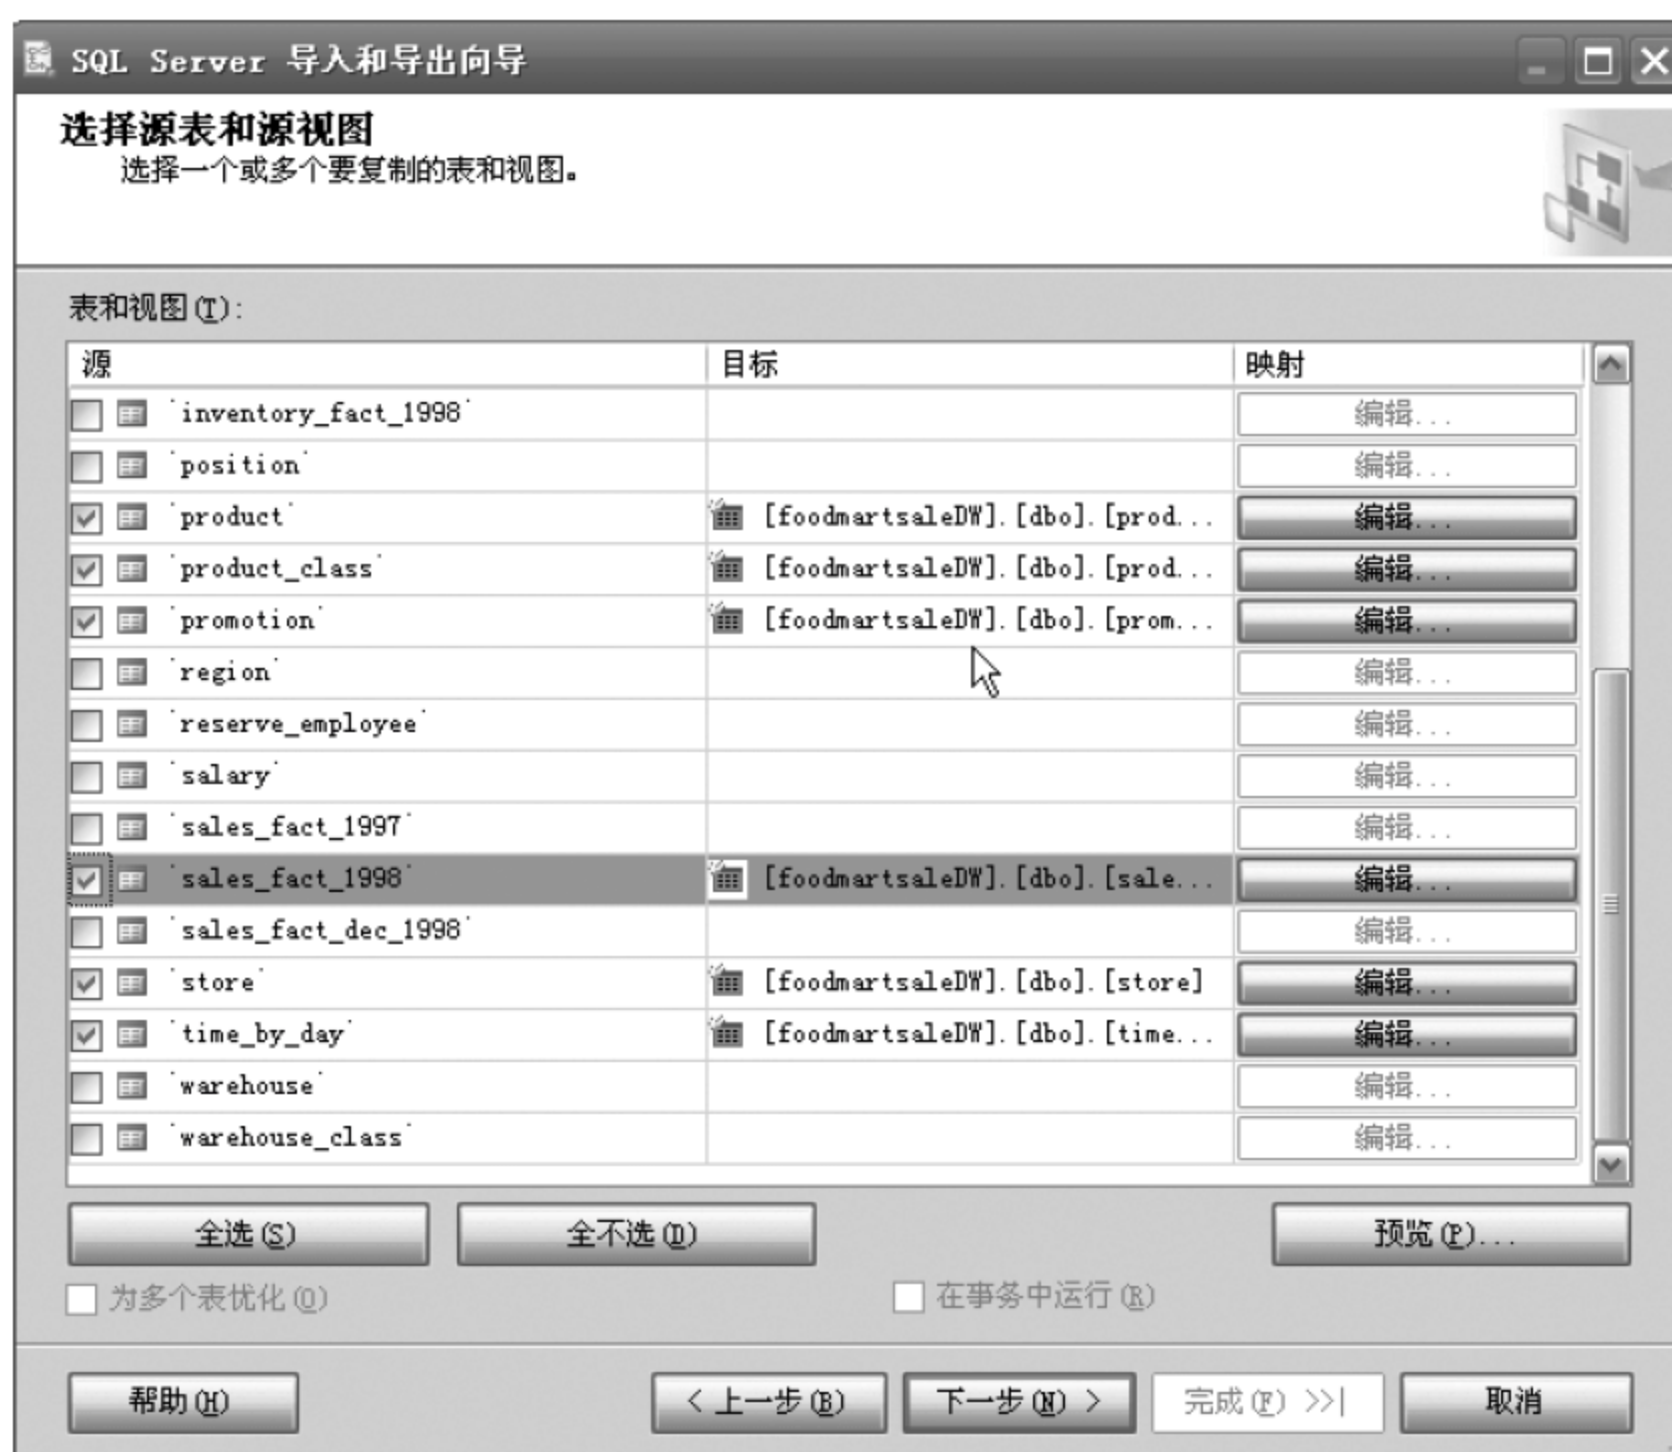 SQL Server 导入和导出向导
选择源表和源视图
选择一个或多个要复制的表和视图。
表和视图(T):
源 目标 映射
`inventory_fact_1998` 编辑...
`position` 编辑...
`product` [foodmartsaleDW].[dbo].[prod... 编辑...
`product_class` [foodmartsaleDW].[dbo].[prod... 编辑...
`promotion` [foodmartsaleDW].[dbo].[prom... 编辑...
`region` 编辑...
`reserve_employee` 编辑...
`salary` 编辑...
`sales_fact_1997` 编辑...
`sales_fact_1998` [foodmartsaleDW].[dbo].[sale... 编辑...
`sales_fact_dec_1998` 编辑...
`store` [foodmartsaleDW].[dbo].[store] 编辑...
`time_by_day` [foodmartsaleDW].[dbo].[time... 编辑...
`warehouse` 编辑...
`warehouse_class` 编辑...
全选(S) 全不选(D) 预览(P)...
为多个表优化(O) 在事务中运行(R)
帮助(H) < 上一步(B) 下一步(N) > 完成(F) >>| 取消